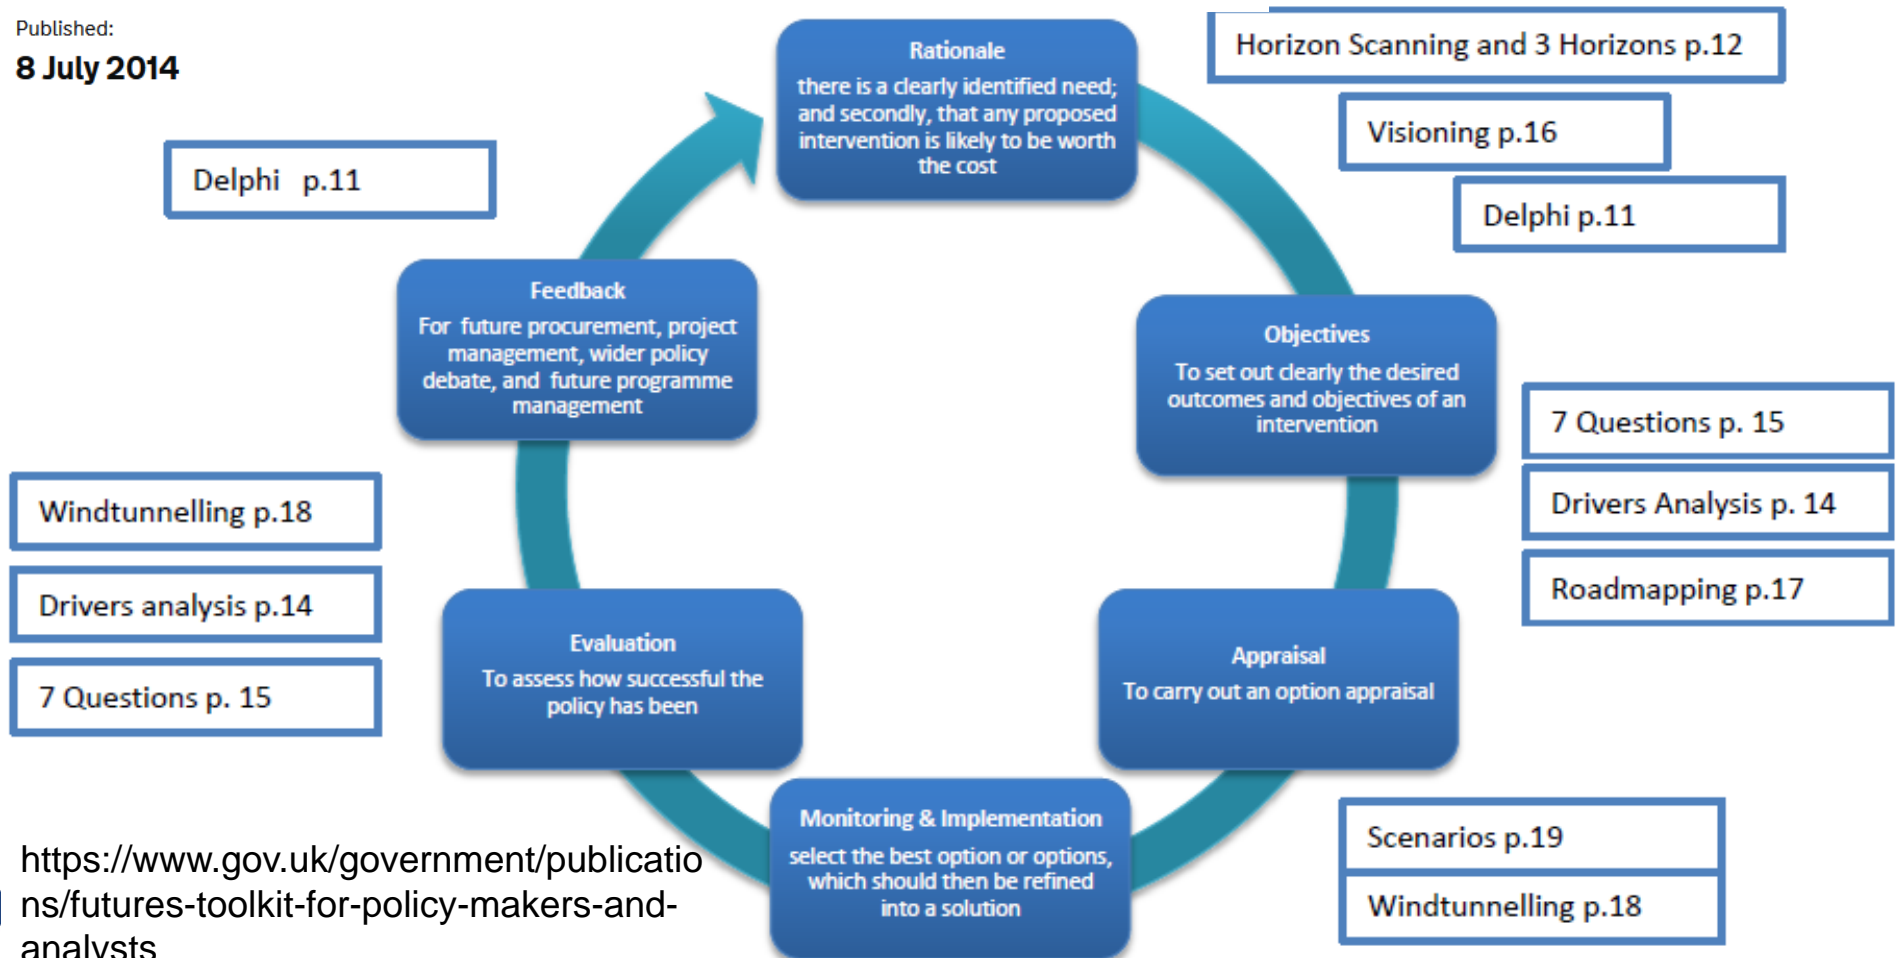 Published:
8 July 2014
Rationale
there is a clearly identified need;
and secondly, that any proposed
intervention is likely to be worth
the cost
Horizon Scanning and 3 Horizons p.12
Visioning p.16
Delphi p.11
Delphi p.11
Feedback
For future procurement, project
management, wider policy
debate, and future programme
management
Objectives
To set out clearly the desired
outcomes and objectives of an
intervention
7 Questions p. 15
Drivers Analysis p. 14
Roadmapping p.17
Windtunnelling p.18
Drivers analysis p.14
7 Questions p. 15
Evaluation
To assess how successful the
policy has been
Appraisal
To carry out an option appraisal
Monitoring & Implementation
select the best option or options,
which should then be refined
into a solution
Scenarios p.19
Windtunnelling p.18
https://www.gov.uk/government/publicatio
ns/futures-toolkit-for-policy-makers-and-
analysts